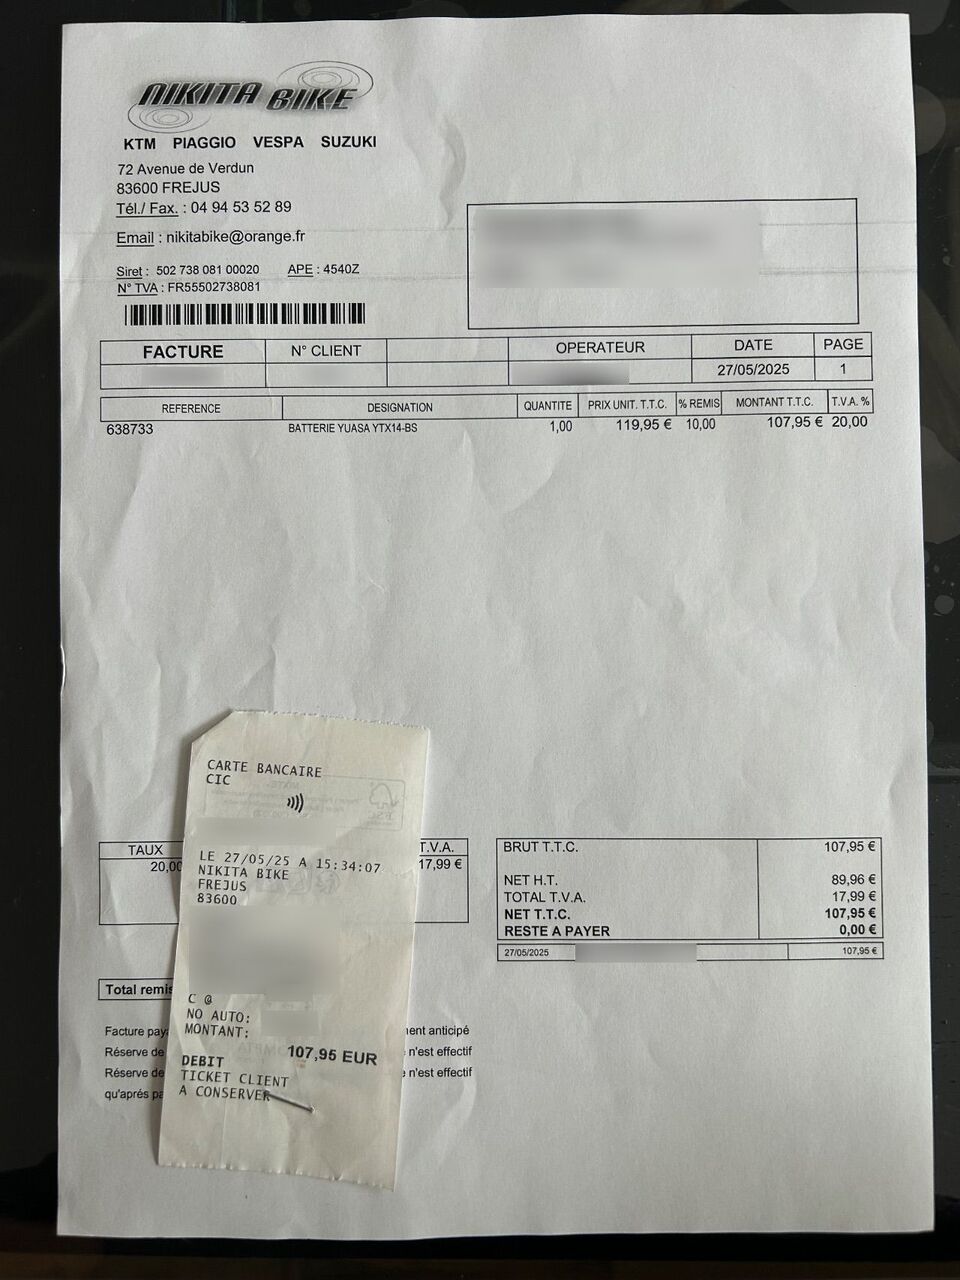 NIKITA BIKE
KTM PIAGGIO VESPA SUZUKI
72 Avenue de Verdun
83600 FREJUS
Tél./ Fax. : 04 94 53 52 89
Email : nikitabike@orange.fr
Siret : 502 738 081 00020 APE : 4540Z
N° TVA : FR55502738081
FACTURE N° CLIENT OPERATEUR DATE PAGE
27/05/2025 1
REFERENCE DESIGNATION QUANTITE PRIX UNIT. T.T.C. % REMIS MONTANT T.T.C. T.V.A. %
638733 BATTERIE YUASA YTX14-BS 1,00 119,95 € 10,00 107,95 € 20,00
TAUX T.V.A.
20,00 17,99 €
BRUT T.T.C. 107,95 €
NET H.T. 89,96 €
TOTAL T.V.A. 17,99 €
NET T.T.C. 107,95 €
RESTE A PAYER 0,00 €
27/05/2025 107,95 €
Total remis
Facture pay ent anticipé
Réserve de n'est effectif
Réserve de n'est effectif
qu'après pa
CARTE BANCAIRE
CIC
LE 27/05/25 A 15:34:07
NIKITA BIKE
FREJUS
83600
C @
NO AUTO:
MONTANT:
107,95 EUR
DEBIT
TICKET CLIENT
A CONSERVER